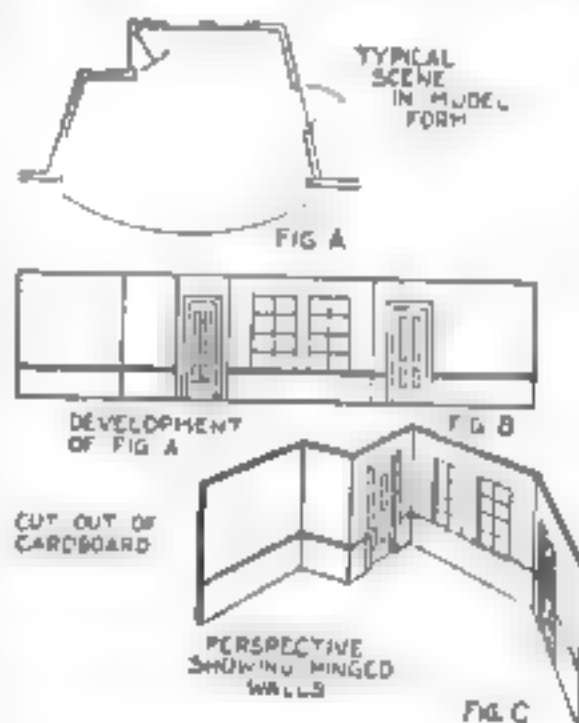 TYPICAL
SCENE
IN MODEL
FORM
FIG A
DEVELOPMENT
OF FIG A
FIG B
CUT OUT OF
CARDBOARD
PERSPECTIVE
SHOWING HINGED
WALLS
FIG. C